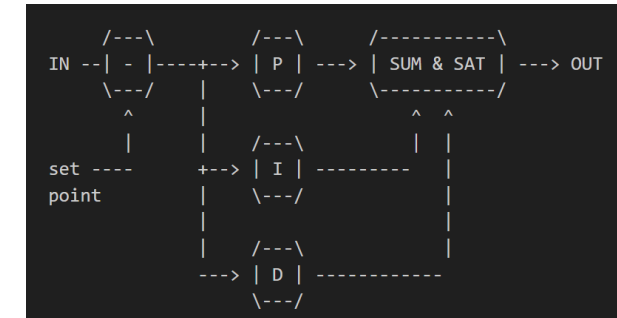 /---\          /---\      /-----------\
IN --| - |----+--> | P | ---> | SUM & SAT | ---> OUT
      \---/    |     \---/      \-----------/
        ^      |                    ^  ^
        |      |     /---\          |  |
set ----       +--> | I | ---------    |
point          |     \---/             |
               |                       |
               |     /---\             |
               ---> | D | ------------
                     \---/